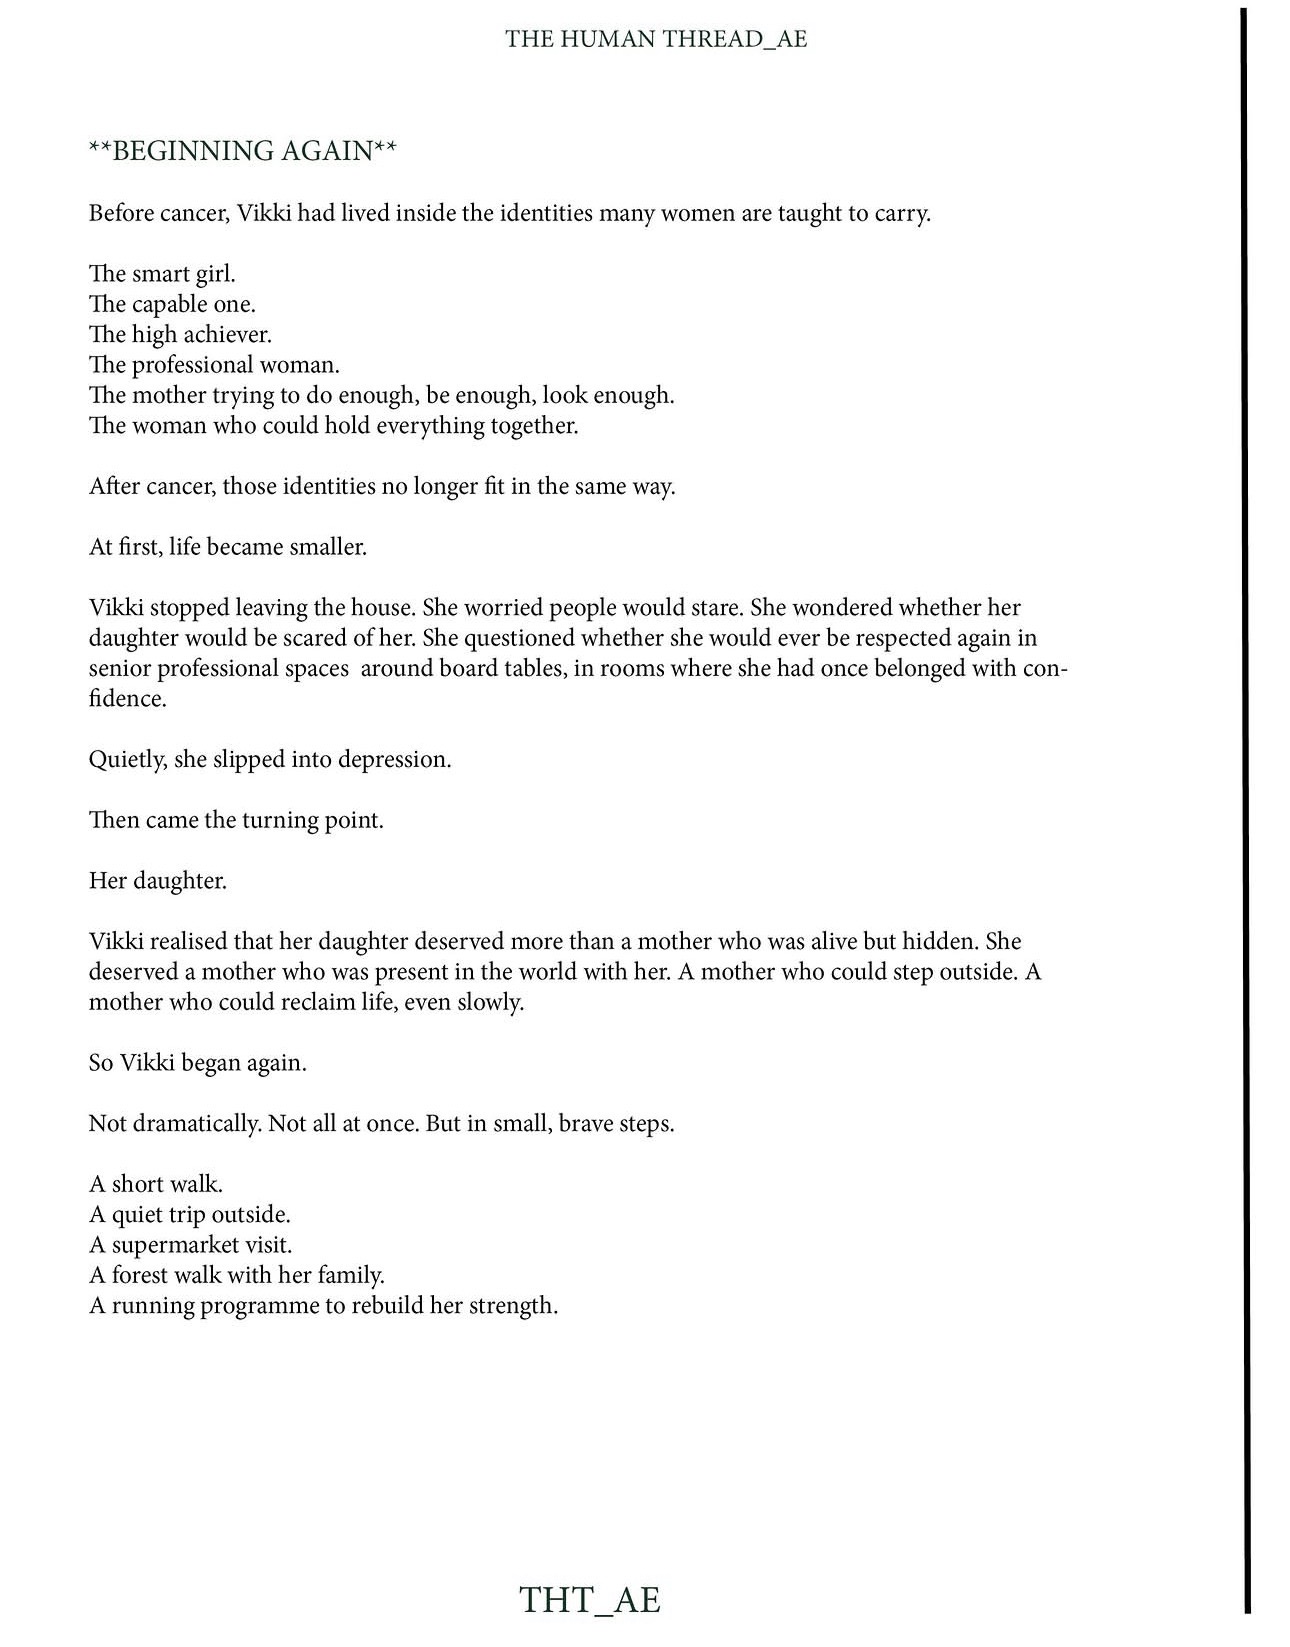 THE HUMAN THREAD_AE
**BEGINNING AGAIN**
Before cancer, Vikki had lived inside the identities many women are taught to carry.
The smart girl.
The capable one.
The high achiever.
The professional woman.
The mother trying to do enough, be enough, look enough.
The woman who could hold everything together.
After cancer, those identities no longer fit in the same way.
At first, life became smaller.
Vikki stopped leaving the house. She worried people would stare. She wondered whether her
daughter would be scared of her. She questioned whether she would ever be respected again in
senior professional spaces  around board tables, in rooms where she had once belonged with con-
fidence.
Quietly, she slipped into depression.
Then came the turning point.
Her daughter.
Vikki realised that her daughter deserved more than a mother who was alive but hidden. She
deserved a mother who was present in the world with her. A mother who could step outside. A
mother who could reclaim life, even slowly.
So Vikki began again.
Not dramatically. Not all at once. But in small, brave steps.
A short walk.
A quiet trip outside.
A supermarket visit.
A forest walk with her family.
A running programme to rebuild her strength.
THT_AE